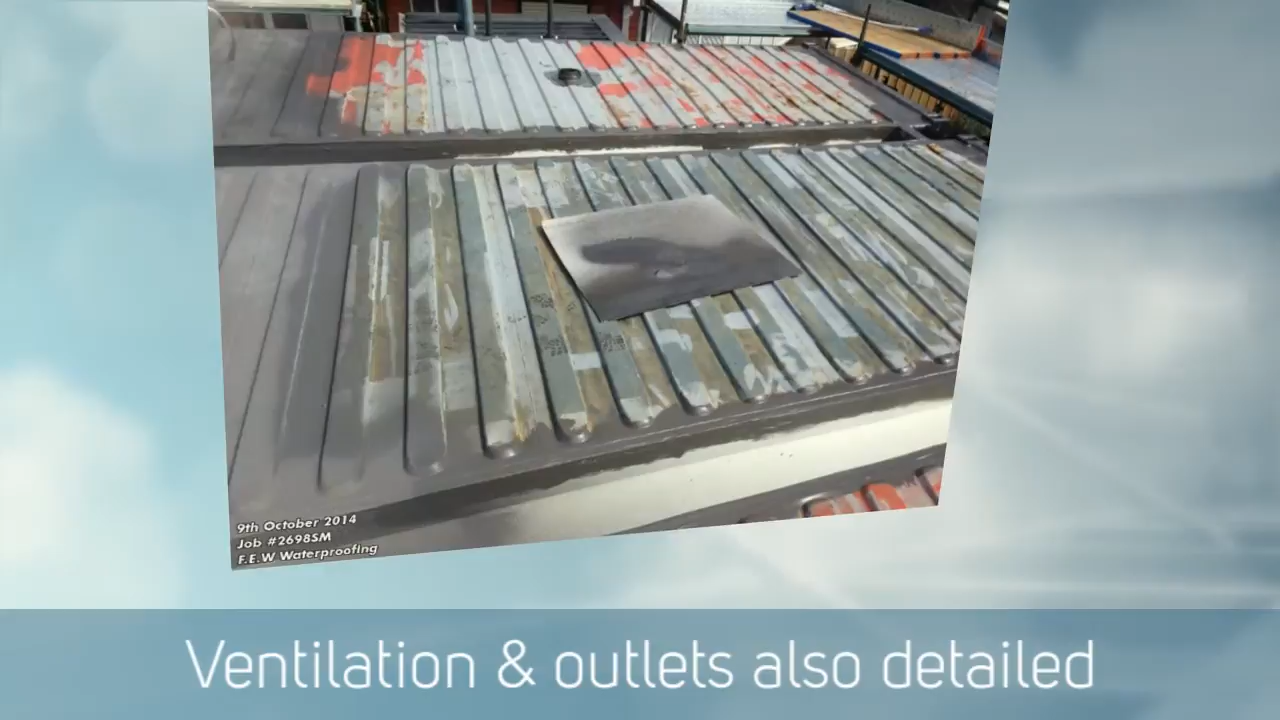 9th October 2014
Job #2698SM
F.E.W Waterproofing
Ventilation & outlets also detailed